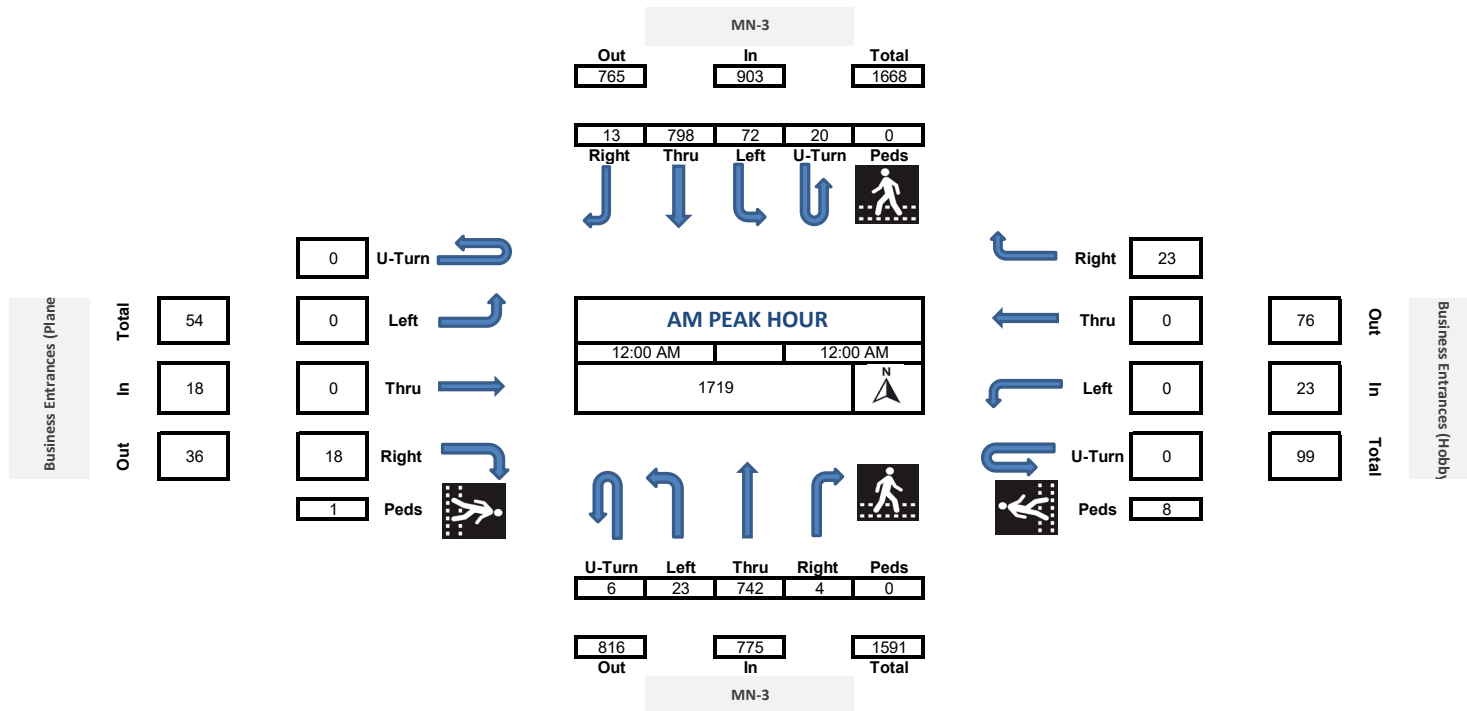 MN-3
Out In Total
765 903 1668
13 798 72 20 0
Right Thru Left U-Turn Peds
0 U-Turn
Right 23
Business Entrances (Plane
Total 54
0 Left
AM PEAK HOUR
Thru 0
76 Out
Business Entrances (Hobby
12:00 AM 12:00 AM
In 18
0 Thru
1719
N
Left 0
23 In
Out 36
18 Right
U-Turn 0
99 Total
1 Peds
Peds 8
U-Turn Left Thru Right Peds
6 23 742 4 0
816 775 1591
Out In Total
MN-3